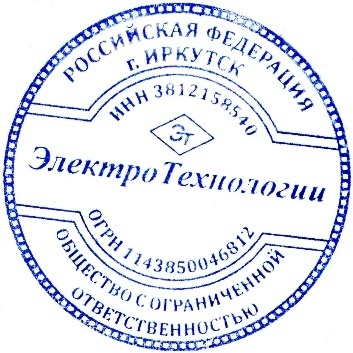 РОССИЙСКАЯ ФЕДЕРАЦИЯ
г. ИРКУТСК
ИНН 3812158540
Эт
ЭлектроТехнологии
ОГРН 1143850046812
ОБЩЕСТВО С ОГРАНИЧЕННОЙ
ОТВЕТСТВЕННОСТЬЮ